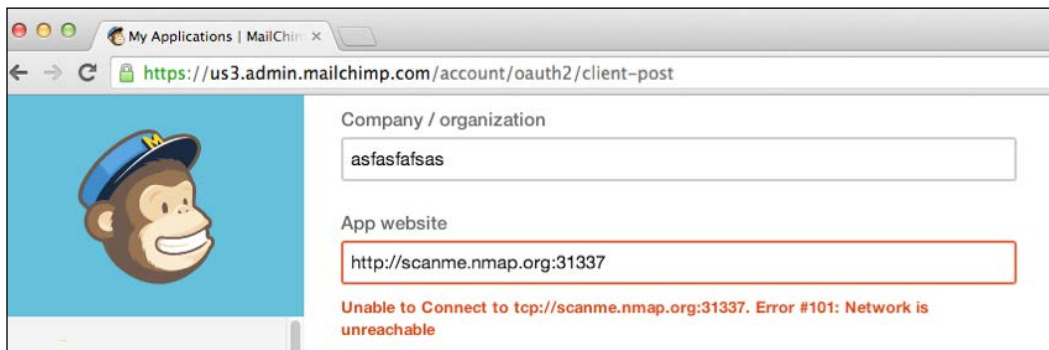 My Applications | MailChim
https://us3.admin.mailchimp.com/account/oauth2/client-post
M
Company / organization
asfasfafsas
App website
http://scanme.nmap.org:31337
Unable to Connect to tcp://scanme.nmap.org:31337. Error #101: Network is
unreachable